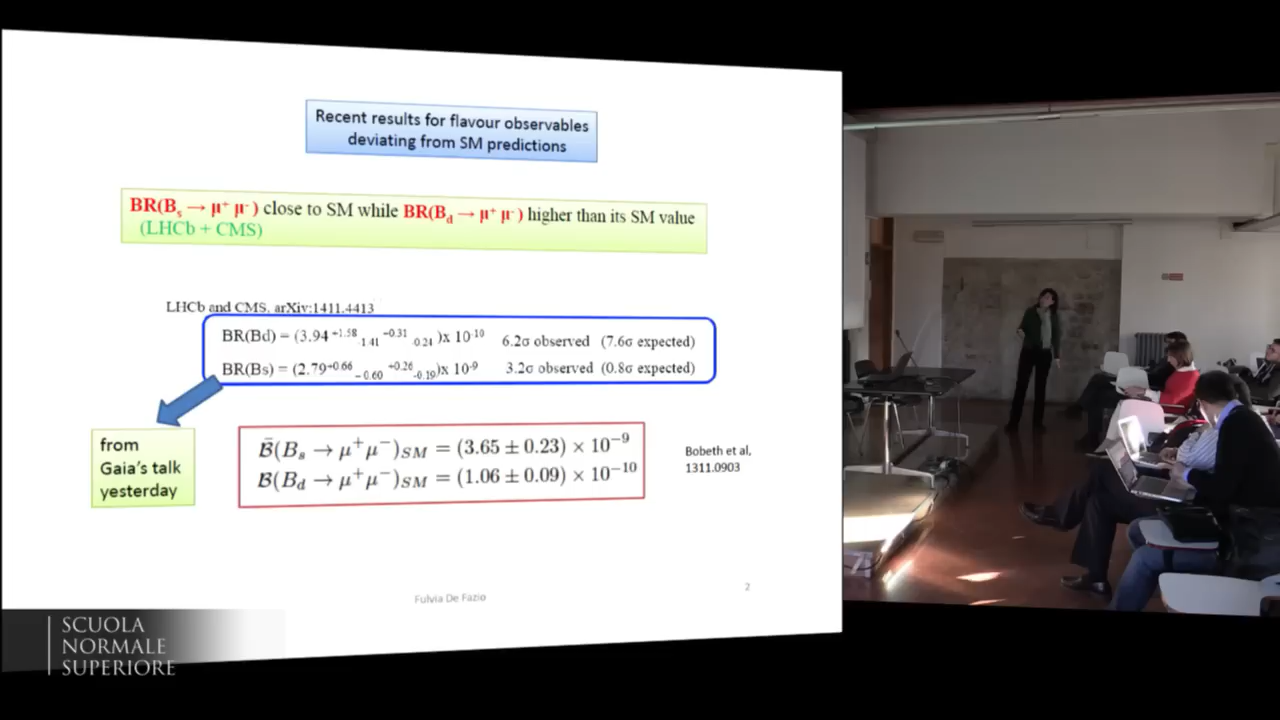 Recent results for flavour observables
deviating from SM predictions
BR(Bₛ → μ⁺ μ⁻) close to SM while BR(B_d → μ⁺ μ⁻) higher than its SM value
(LHCb + CMS)
LHCb and CMS, arXiv:1411.4413
BR(Bd) = (3.94 ⁺¹·⁵⁸ ₋₁.₄₁ ⁺⁰·³¹ ₋₀.₂₄ )x 10⁻¹⁰ 6.2σ observed (7.6σ expected)
BR(Bs) = (2.79⁺⁰·⁶⁶ ₋₀.₆₀ ⁺⁰·²⁶ ₋₀.₁₉)x 10⁻⁹ 3.2σ observed (0.8σ expected)
from
Gaia's talk
yesterday
B̄(Bₛ → μ⁺μ⁻)_SM = (3.65 ± 0.23) × 10⁻⁹
B(B_d → μ⁺μ⁻)_SM = (1.06 ± 0.09) × 10⁻¹⁰
Bobeth et al,
1311.0903
Fulvia De Fazio
2
SCUOLA
NORMALE
SUPERIORE